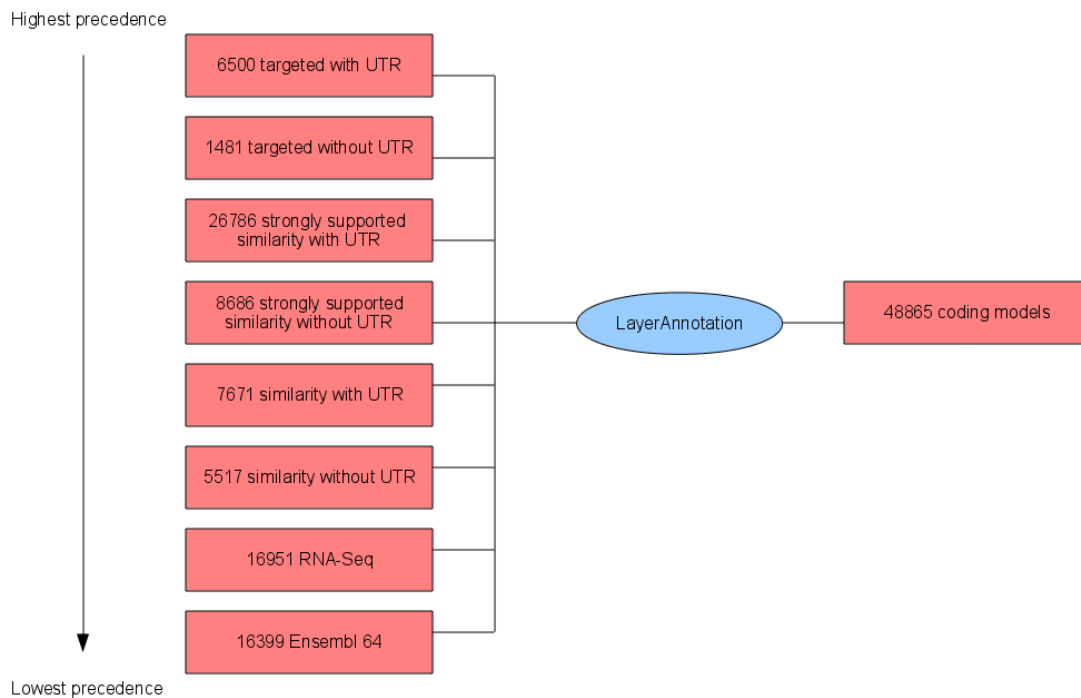 Highest precedence
6500 targeted with UTR
1481 targeted without UTR
26786 strongly supported
similarity with UTR
8686 strongly supported
similarity without UTR
LayerAnnotation
48865 coding models
7671 similarity with UTR
5517 similarity without UTR
16951 RNA-Seq
16399 Ensembl 64
Lowest precedence